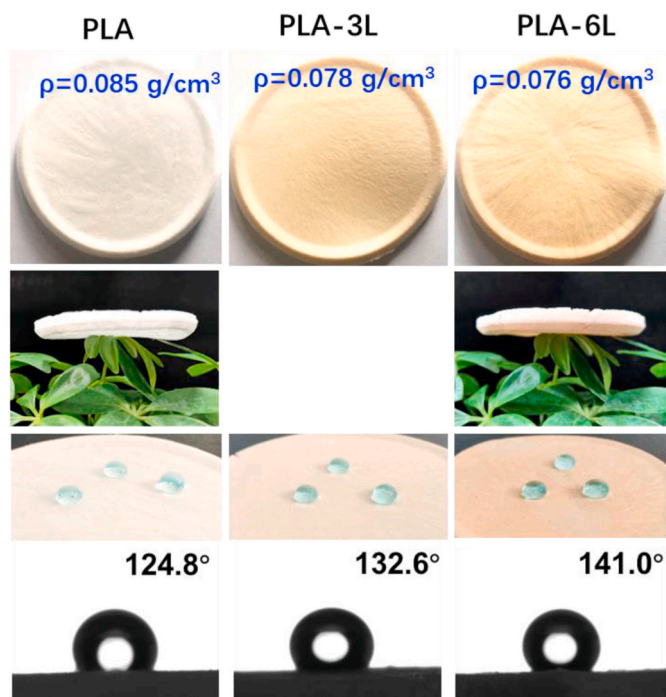 PLA
PLA-3L
PLA-6L
ρ=0.085 g/cm³
ρ=0.078 g/cm³
ρ=0.076 g/cm³
124.8°
132.6°
141.0°